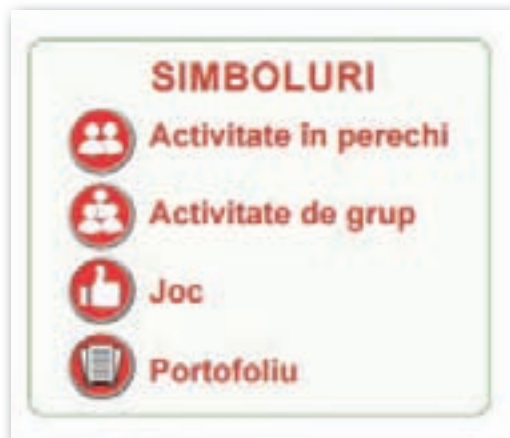 SIMBOLURI
Activitate în perechi
Activitate de grup
Joc
Portofoliu